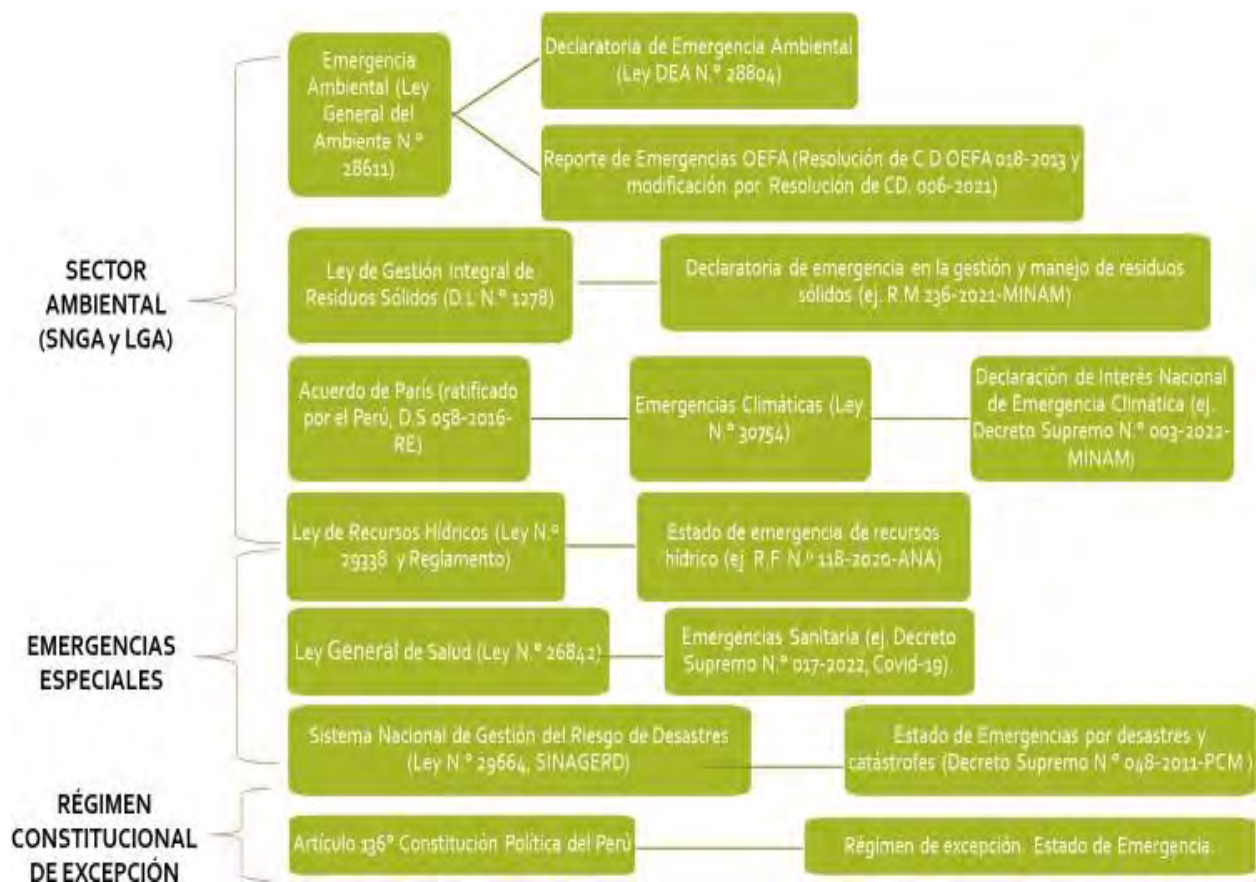 Emergencia
Ambiental (Ley
General del
Ambiente N.º
28611)
Declaratoria de Emergencia Ambiental
(Ley DEA N.º 28804)
Reporte de Emergencias OEFA (Resolución de C D OEFA 018-2013 y
modificación por Resolución de CD. 006-2021)
SECTOR
AMBIENTAL
(SNGA y LGA)
Ley de Gestión Integral de
Residuos Sólidos (D.L N.º 1278)
Declaratoria de emergencia en la gestión y manejo de residuos
sólidos (ej. R.M 236-2021-MINAM)
Acuerdo de París (ratificado
por el Perú, D.S 058-2016-
RE)
Emergencias Climáticas (Ley
N.º 30754)
Declaración de Interés Nacional
de Emergencia Climática (ej.
Decreto Supremo N.º 003-2022-
MINAM)
Ley de Recursos Hídricos (Ley N.º
29338 y Reglamento)
Estado de emergencia de recursos
hídrico (ej R.F N.º 118-2020-ANA)
EMERGENCIAS
ESPECIALES
Ley General de Salud (Ley N.º 26842)
Emergencias Sanitaria (ej. Decreto
Supremo N.º 017-2022, Covid-19).
Sistema Nacional de Gestión del Riesgo de Desastres
(Ley N º 29664, SINAGERD)
Estado de Emergencias por desastres y
catástrofes (Decreto Supremo N º 048-2011-PCM )
RÉGIMEN
CONSTITUCIONAL
DE EXCEPCIÓN
Artículo 136º Constitución Política del Perú
Régimen de excepción. Estado de Emergencia.